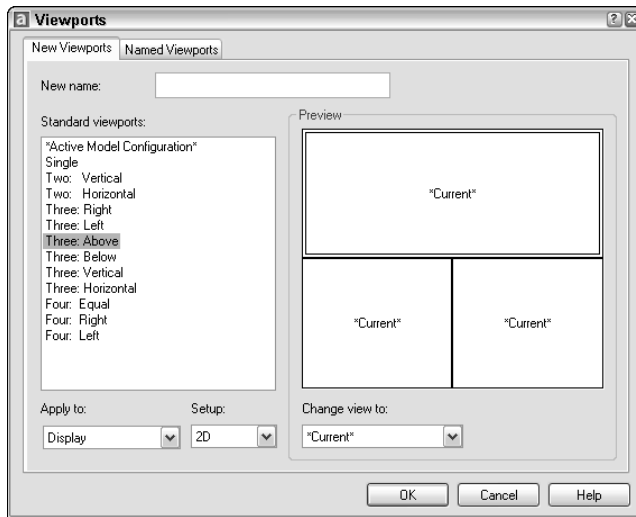 a Viewports
New Viewports Named Viewports
New name:
Standard viewports:
*Active Model Configuration*
Single
Two: Vertical
Two: Horizontal
Three: Right
Three: Left
Three: Above
Three: Below
Three: Vertical
Three: Horizontal
Four: Equal
Four: Right
Four: Left
Apply to:
Display
Setup:
2D
Preview
*Current*
*Current* *Current*
Change view to:
*Current*
OK Cancel Help